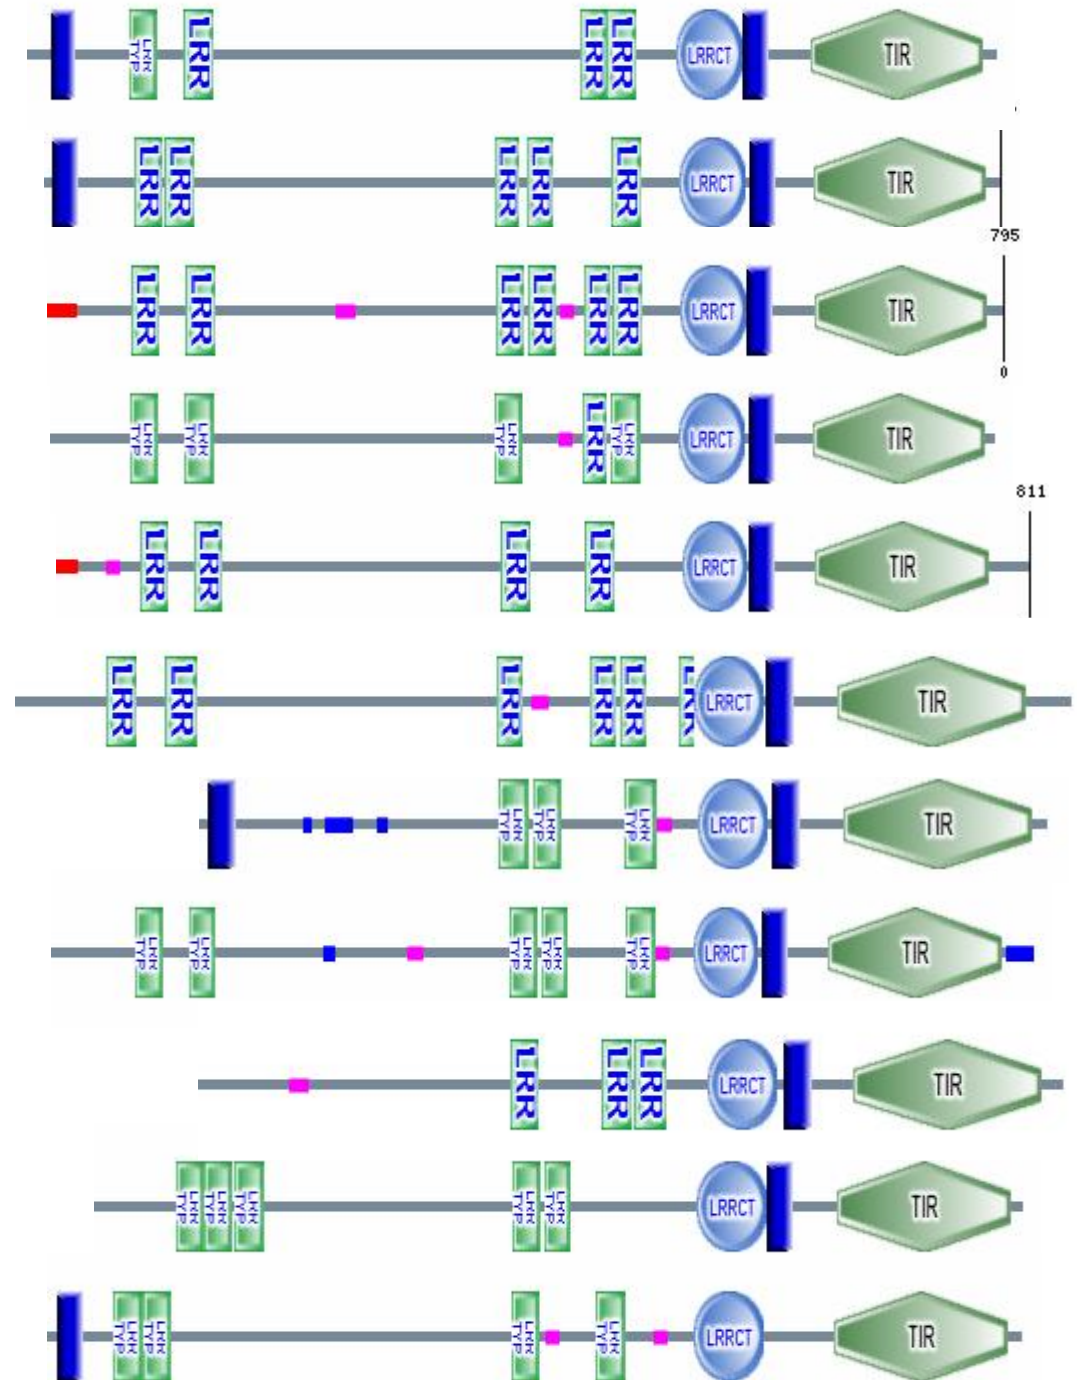 LRR TYP LRR LRR LRR LRRCT TIR
LRR LRR LRR LRR LRR LRRCT TIR
795
LRR LRR LRR LRR LRR LRR LRRCT TIR
0
LRR TYP LRR TYP LRR TYP LRR LRR TYP LRRCT TIR
811
LRR LRR LRR LRR LRRCT TIR
LRR LRR LRR LRR LRR LRR LRRCT TIR
LRR TYP LRR TYP LRR TYP LRRCT TIR
LRR TYP LRR TYP LRR TYP LRR TYP LRR TYP LRRCT TIR
LRR LRR LRR LRRCT TIR
LRR TYP LRR TYP LRR TYP LRR TYP LRR TYP LRRCT TIR
LRR TYP LRR TYP LRR TYP LRR TYP LRRCT TIR